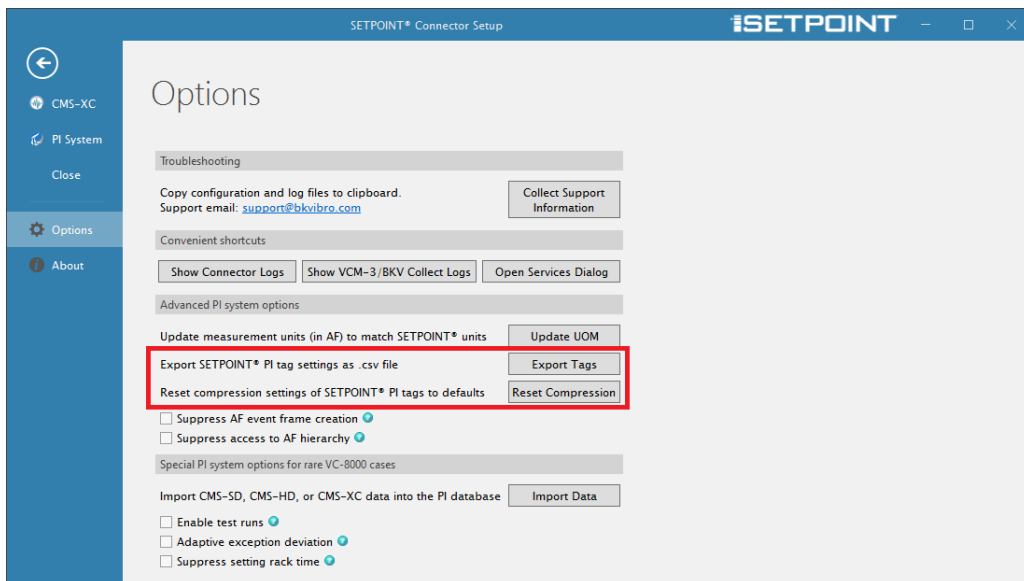 SETPOINT® Connector Setup
SETPOINT
CMS-XC
PI System
Close
Options
About
Options
Troubleshooting
Copy configuration and log files to clipboard.
Support email: support@bkvibro.com
Collect Support
Information
Convenient shortcuts
Show Connector Logs
Show VCM-3/BKV Collect Logs
Open Services Dialog
Advanced PI system options
Update measurement units (in AF) to match SETPOINT® units
Update UOM
Export SETPOINT® PI tag settings as .csv file
Export Tags
Reset compression settings of SETPOINT® PI tags to defaults
Reset Compression
Suppress AF event frame creation
Suppress access to AF hierarchy
Special PI system options for rare VC-8000 cases
Import CMS-SD, CMS-HD, or CMS-XC data into the PI database
Import Data
Enable test runs
Adaptive exception deviation
Suppress setting rack time